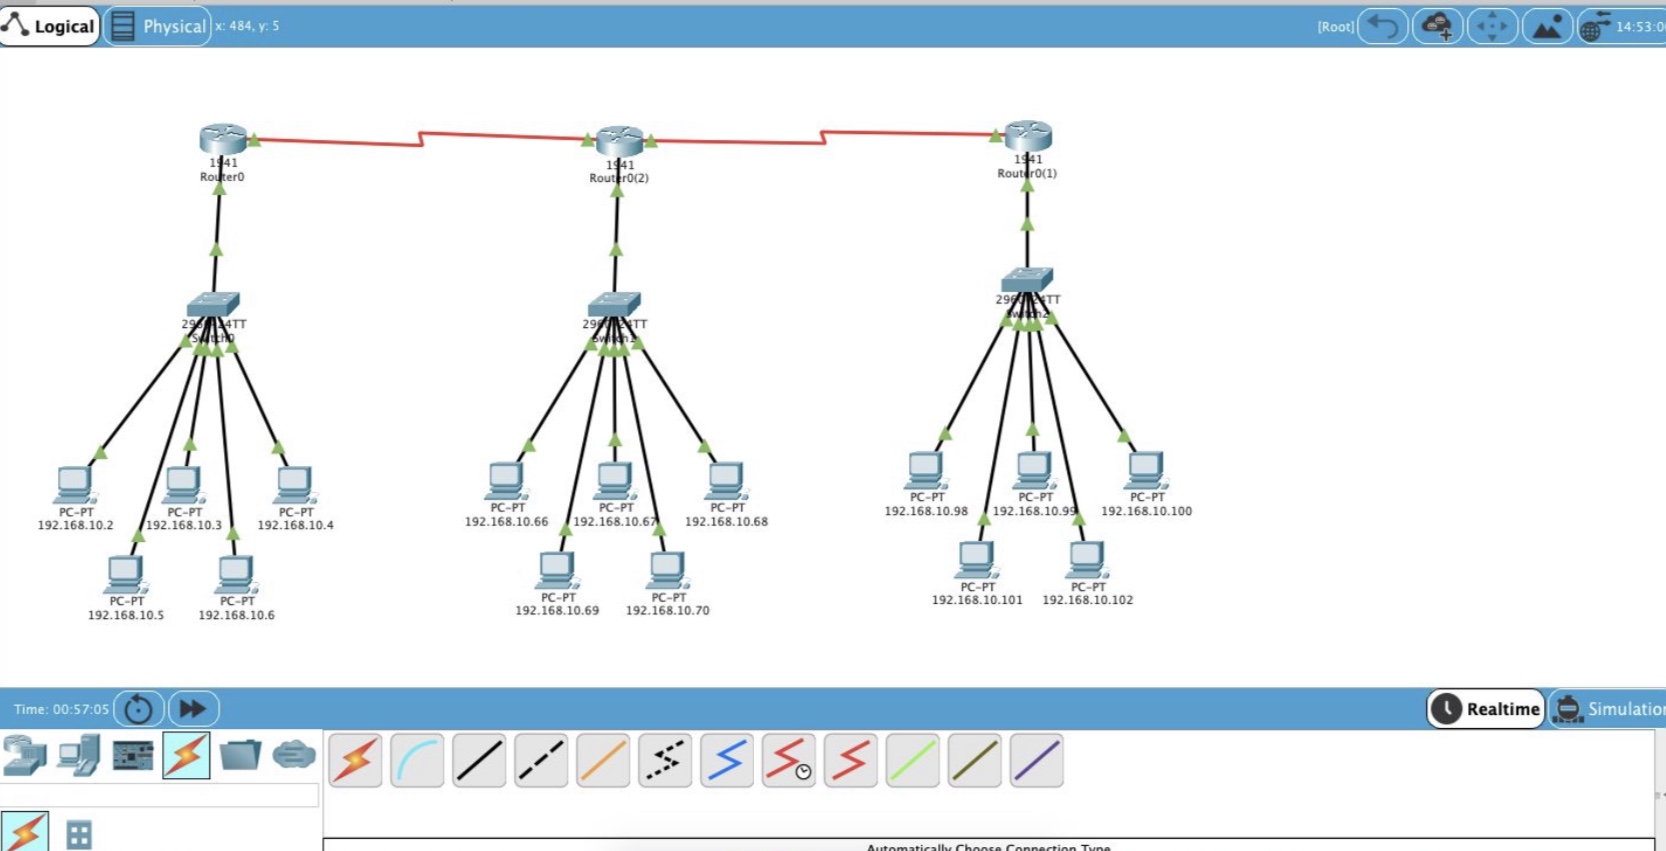 Logical
Physical
x: 484, y: 5
[Root]
1941
Router0
1941
Router0(2)
1941
Router0(1)
2960-24TT
Switch0
2960-24TT
Switch1
2960-24TT
Switch2
PC-PT
192.168.10.2
PC-PT
192.168.10.3
PC-PT
192.168.10.4
PC-PT
192.168.10.5
PC-PT
192.168.10.6
PC-PT
192.168.10.66
PC-PT
192.168.10.67
PC-PT
192.168.10.68
PC-PT
192.168.10.69
PC-PT
192.168.10.70
PC-PT
192.168.10.98
PC-PT
192.168.10.99
PC-PT
192.168.10.100
PC-PT
192.168.10.101
PC-PT
192.168.10.102
Time: 00:57:05
Realtime
Simulation
Automatically Choose Connection Type